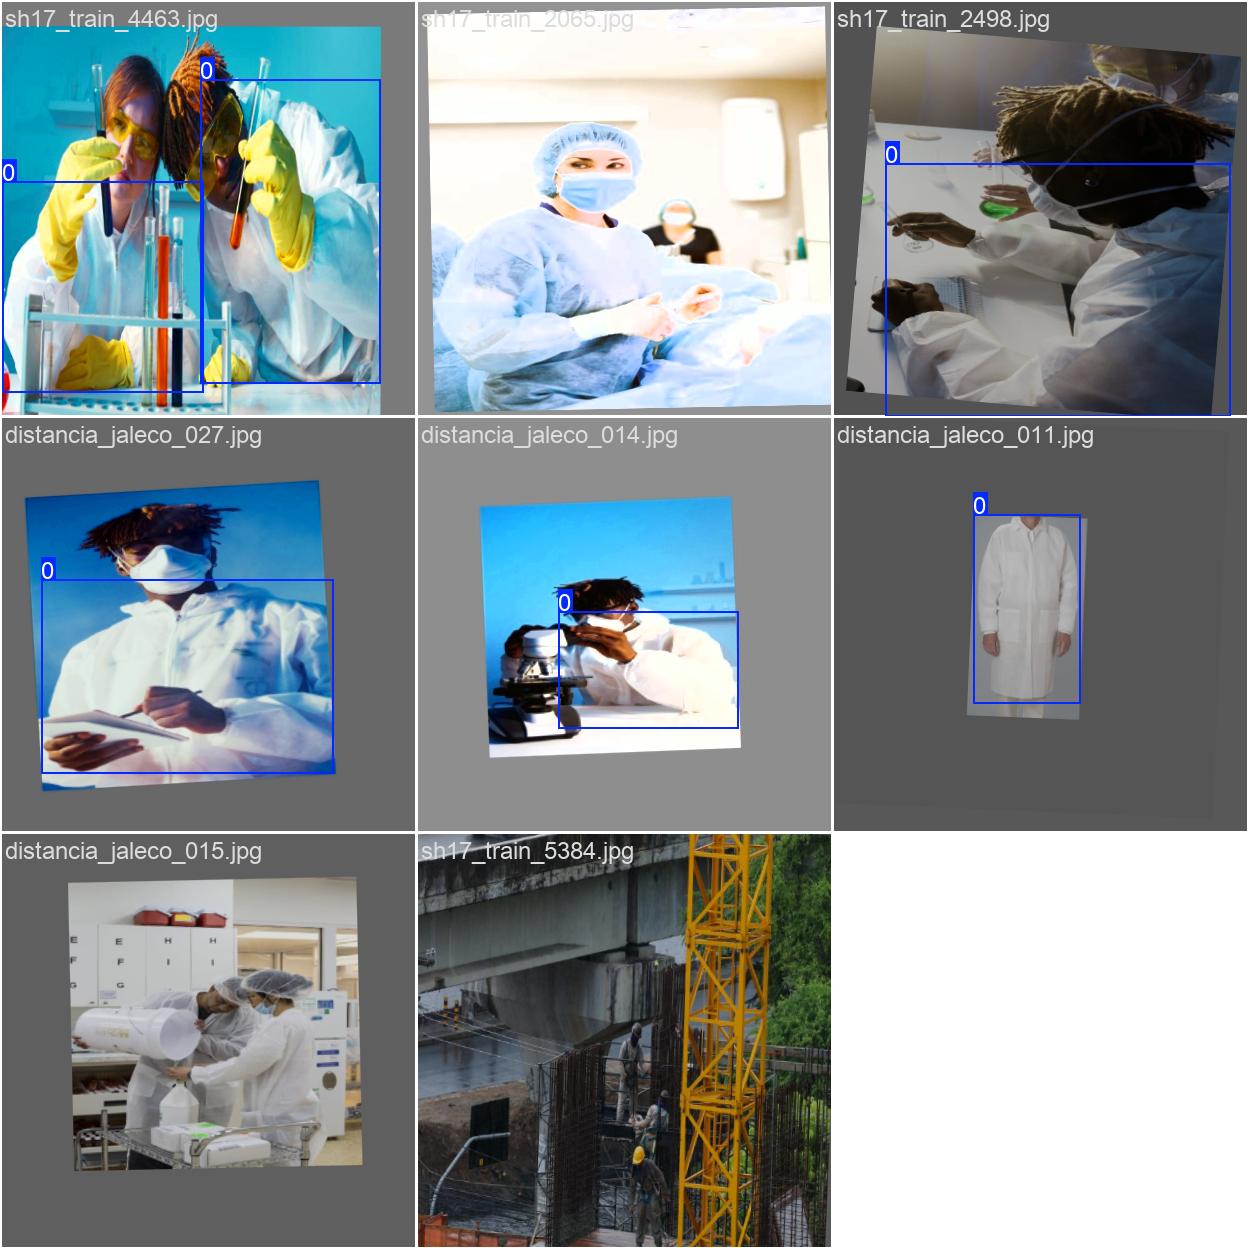 sh17_train_4463.jpg
sh17_train_2065.jpg
sh17_train_2498.jpg
0
0
0
distancia_jaleco_027.jpg
distancia_jaleco_014.jpg
distancia_jaleco_011.jpg
0
0
0
distancia_jaleco_015.jpg
sh17_train_5384.jpg
E E H H
F F I I
G G